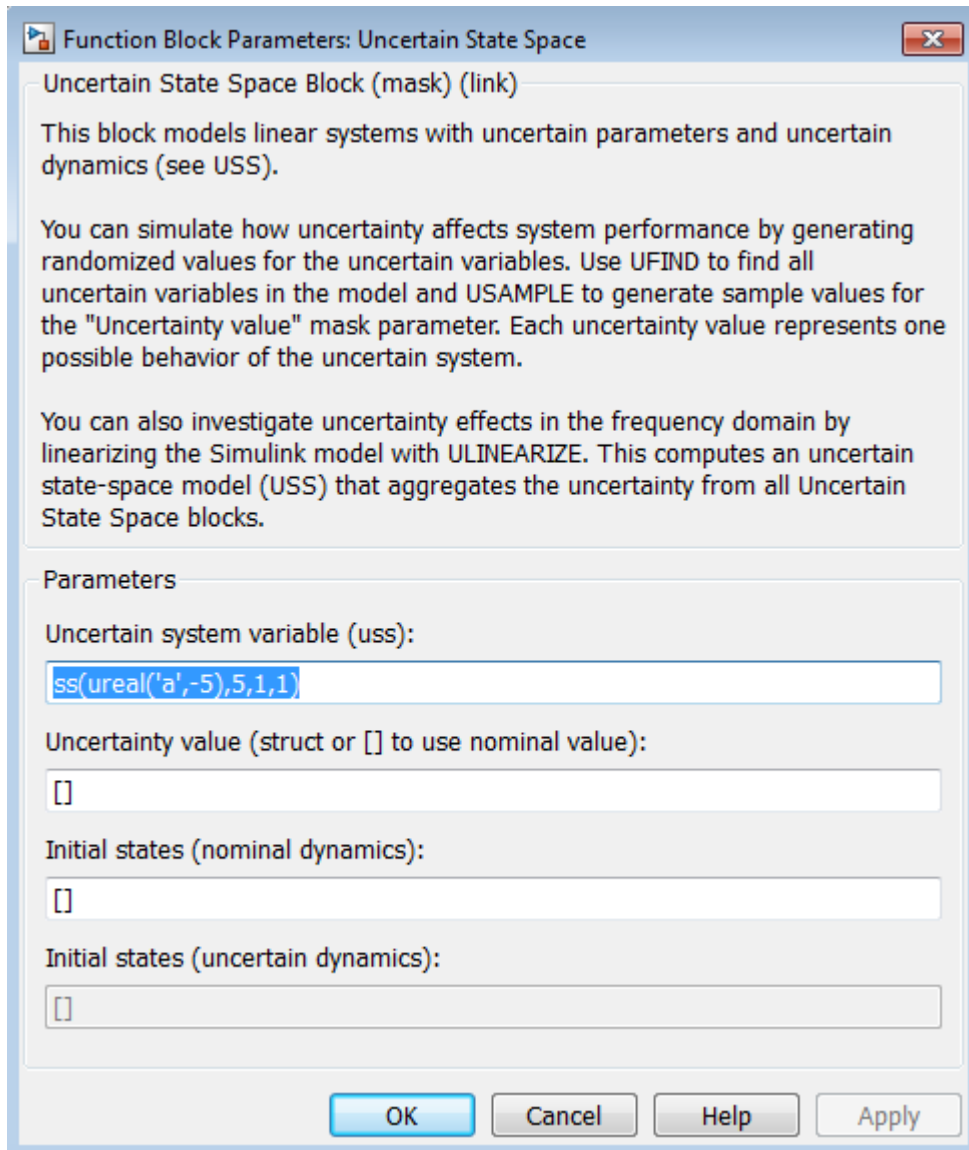 Function Block Parameters: Uncertain State Space
Uncertain State Space Block (mask) (link)
This block models linear systems with uncertain parameters and uncertain
dynamics (see USS).
You can simulate how uncertainty affects system performance by generating
randomized values for the uncertain variables. Use UFIND to find all
uncertain variables in the model and USAMPLE to generate sample values for
the "Uncertainty value" mask parameter. Each uncertainty value represents one
possible behavior of the uncertain system.
You can also investigate uncertainty effects in the frequency domain by
linearizing the Simulink model with ULINEARIZE. This computes an uncertain
state-space model (USS) that aggregates the uncertainty from all Uncertain
State Space blocks.
Parameters
Uncertain system variable (uss):
ss(ureal('a',-5),5,1,1)
Uncertainty value (struct or [] to use nominal value):
[]
Initial states (nominal dynamics):
[]
Initial states (uncertain dynamics):
[]
OK Cancel Help Apply